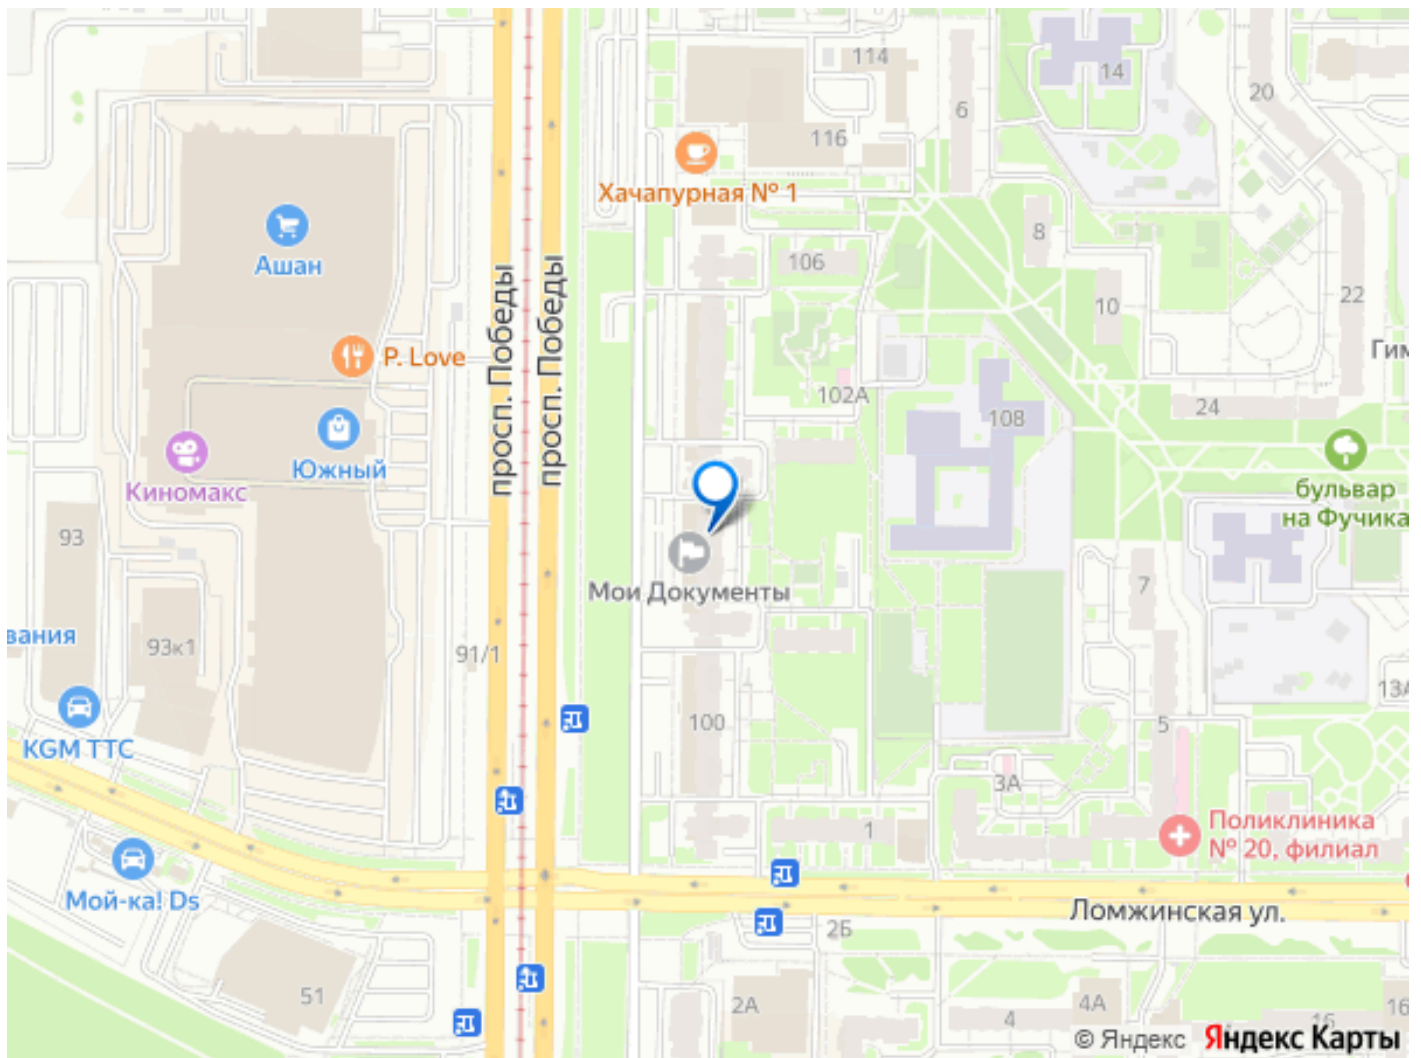 114
14
20
6
116
Хачапурная № 1
Ашан
8
106
22
10
просп. Победы
просп. Победы
P. Love
Гим
102А
24
108
Южный
Киномакс
бульвар
на Фучика
93
Мои Документы
7
вания
93к1
91/1
13А
100
5
KGM ТТС
3А
1
Поликлиника
№ 20, филиал
Мой-ка! Ds
Ломжинская ул.
2Б
51
2А
4
4А
16
16
© Яндекс Яндекс Карты